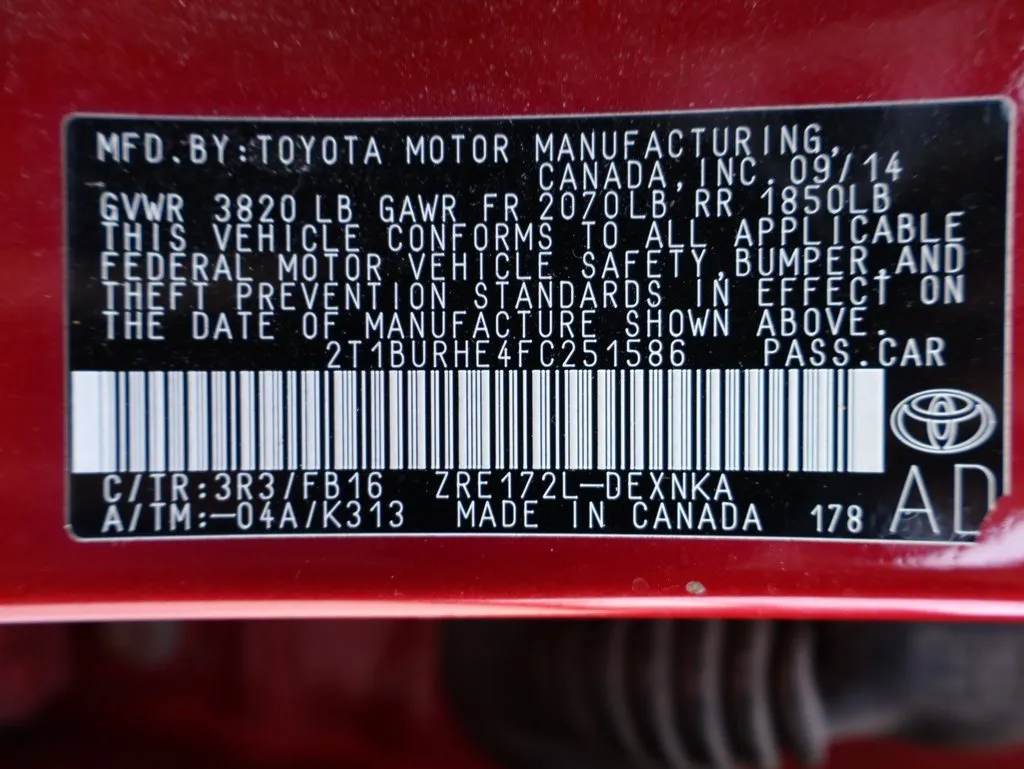 MFD.BY:TOYOTA MOTOR MANUFACTURING,
CANADA,INC.09/14
GVWR 3820LB GAWR FR 2070LB RR 1850LB
THIS VEHICLE CONFORMS TO ALL APPLICABLE
FEDERAL MOTOR VEHICLE SAFETY,BUMPER,AND
THEFT PREVENTION STANDARDS IN EFFECT ON
THE DATE OF MANUFACTURE SHOWN ABOVE.
2T1BURHE4FC251586 PASS.CAR
C/TR:3R3/FB16 ZRE172L-DEXNKA
A/TM:-04A/K313 MADE IN CANADA 178
AD